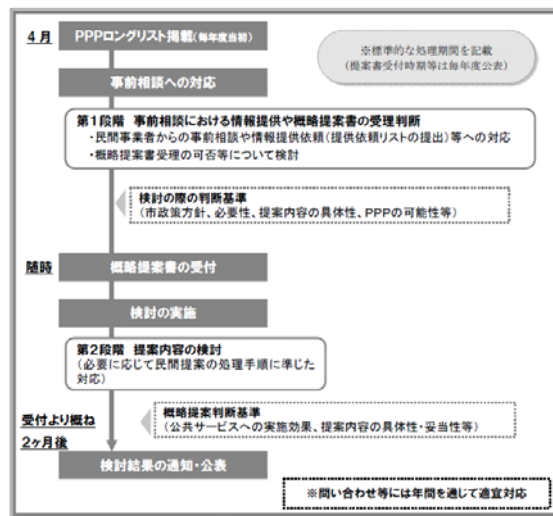 4月
PPPロングリスト掲載(毎年度当初)
※標準的な処理期間を記載
(提案書受付時期等は毎年度公表)
事前相談への対応
第1段階 事前相談における情報提供や概略提案書の受理判断
・民間事業者からの事前相談や情報提供依頼(提供依頼リストの提出)等への対応
・概略提案書受理の可否等について検討
検討の際の判断基準
(市政策方針、必要性、提案内容の具体性、PPPの可能性等)
随時
概略提案書の受付
検討の実施
第2段階 提案内容の検討
(必要に応じて民間提案の処理手順に準じた
対応)
受付より概ね
2ヶ月後
概略提案判断基準
(公共サービスへの実施効果、提案内容の具体性・妥当性等)
検討結果の通知・公表
※問い合わせ等には年間を通じて適宜対応